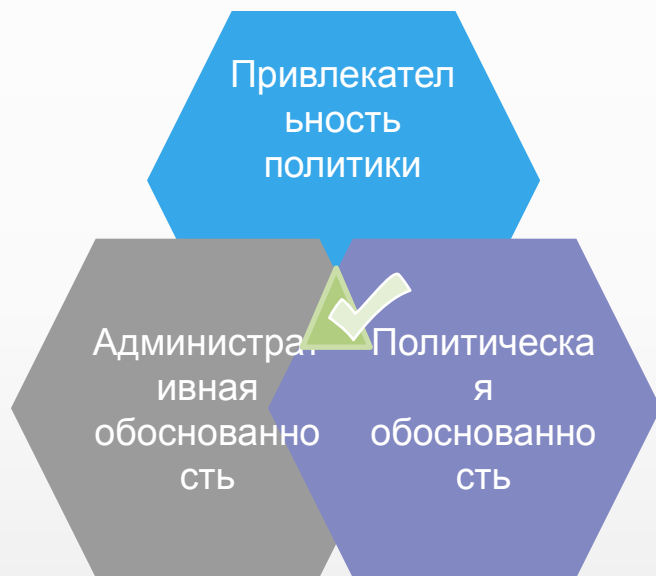 Привлекател
ьность
политики
Администрат
ивная
обоснованно
сть
Политическа
я
обоснованно
сть